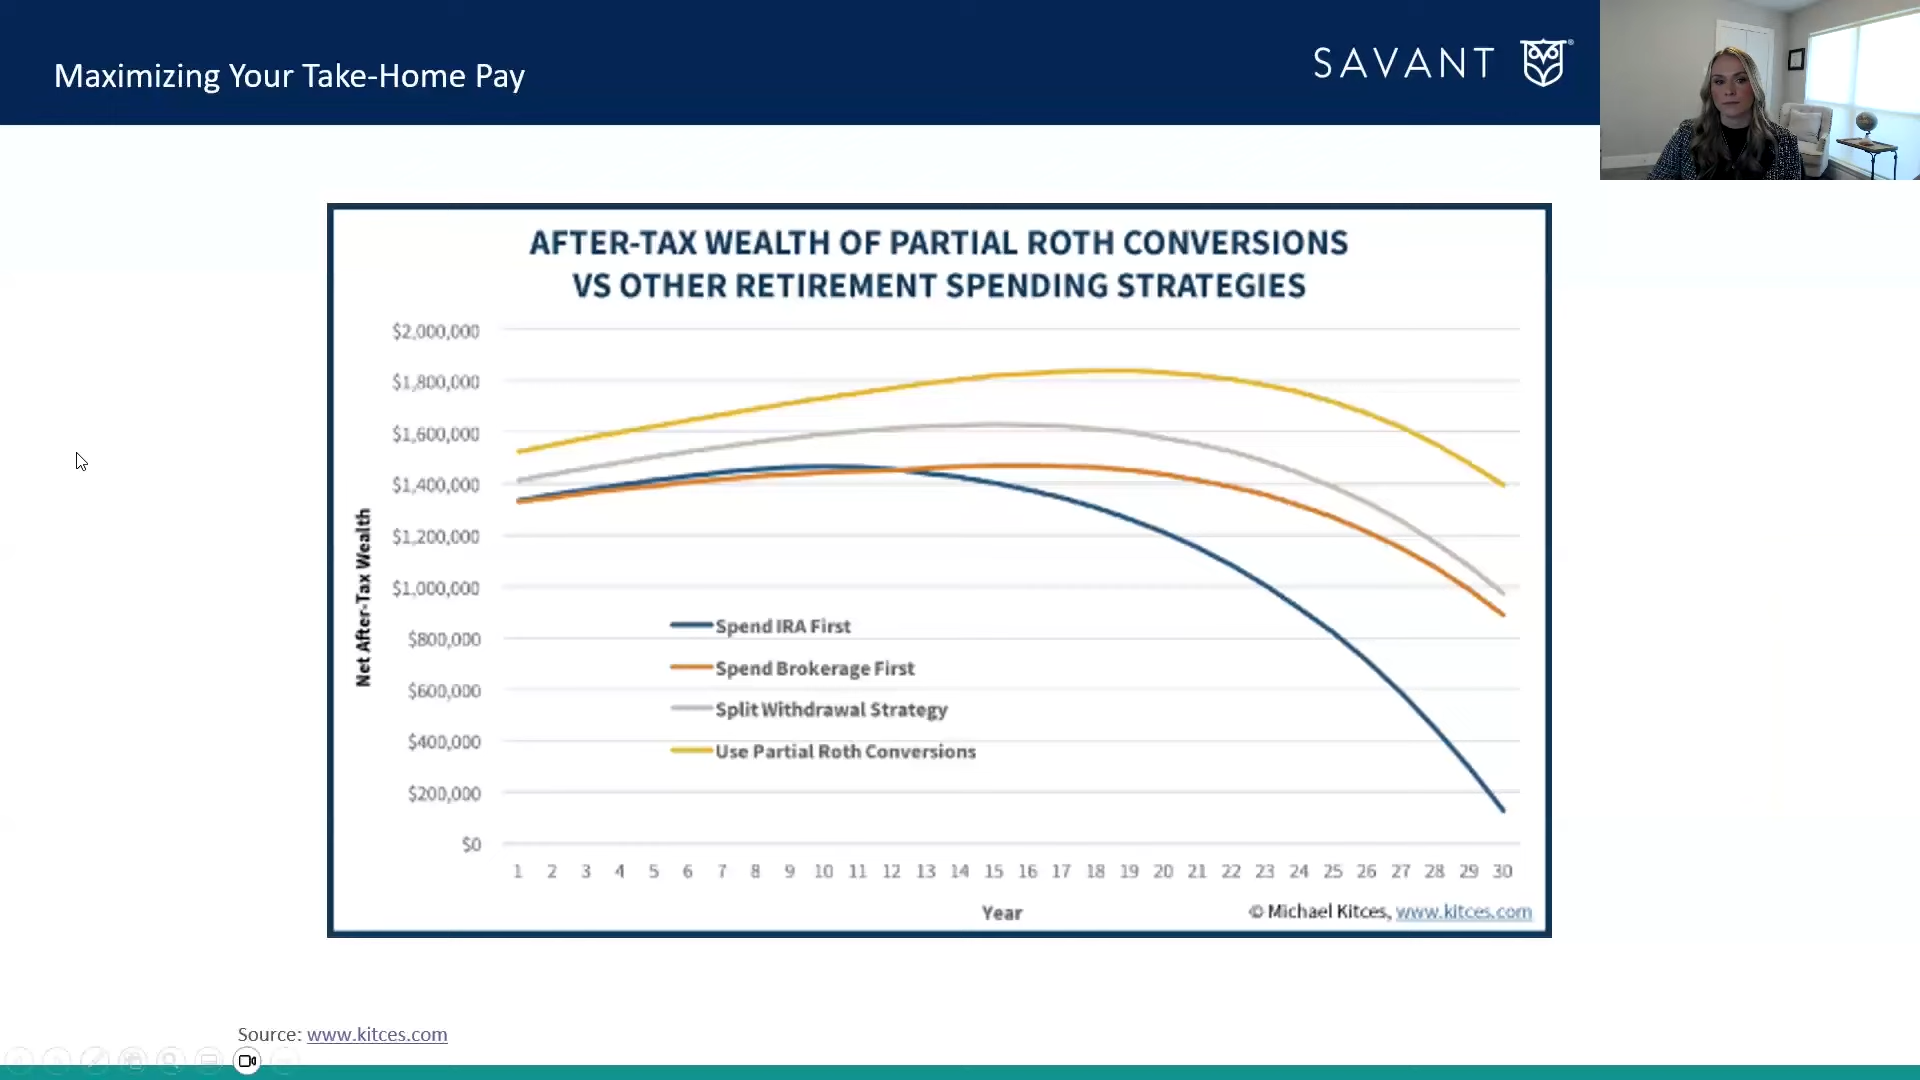 Maximizing Your Take-Home Pay
SAVANT
AFTER-TAX WEALTH OF PARTIAL ROTH CONVERSIONS
VS OTHER RETIREMENT SPENDING STRATEGIES
Net After-Tax Wealth
$2,000,000
$1,800,000
$1,600,000
$1,400,000
$1,200,000
$1,000,000
$800,000
$600,000
$400,000
$200,000
$0
Spend IRA First
Spend Brokerage First
Split Withdrawal Strategy
Use Partial Roth Conversions
1 2 3 4 5 6 7 8 9 10 11 12 13 14 15 16 17 18 19 20 21 22 23 24 25 26 27 28 29 30
Year
© Michael Kitces, www.kitces.com
Source: www.kitces.com